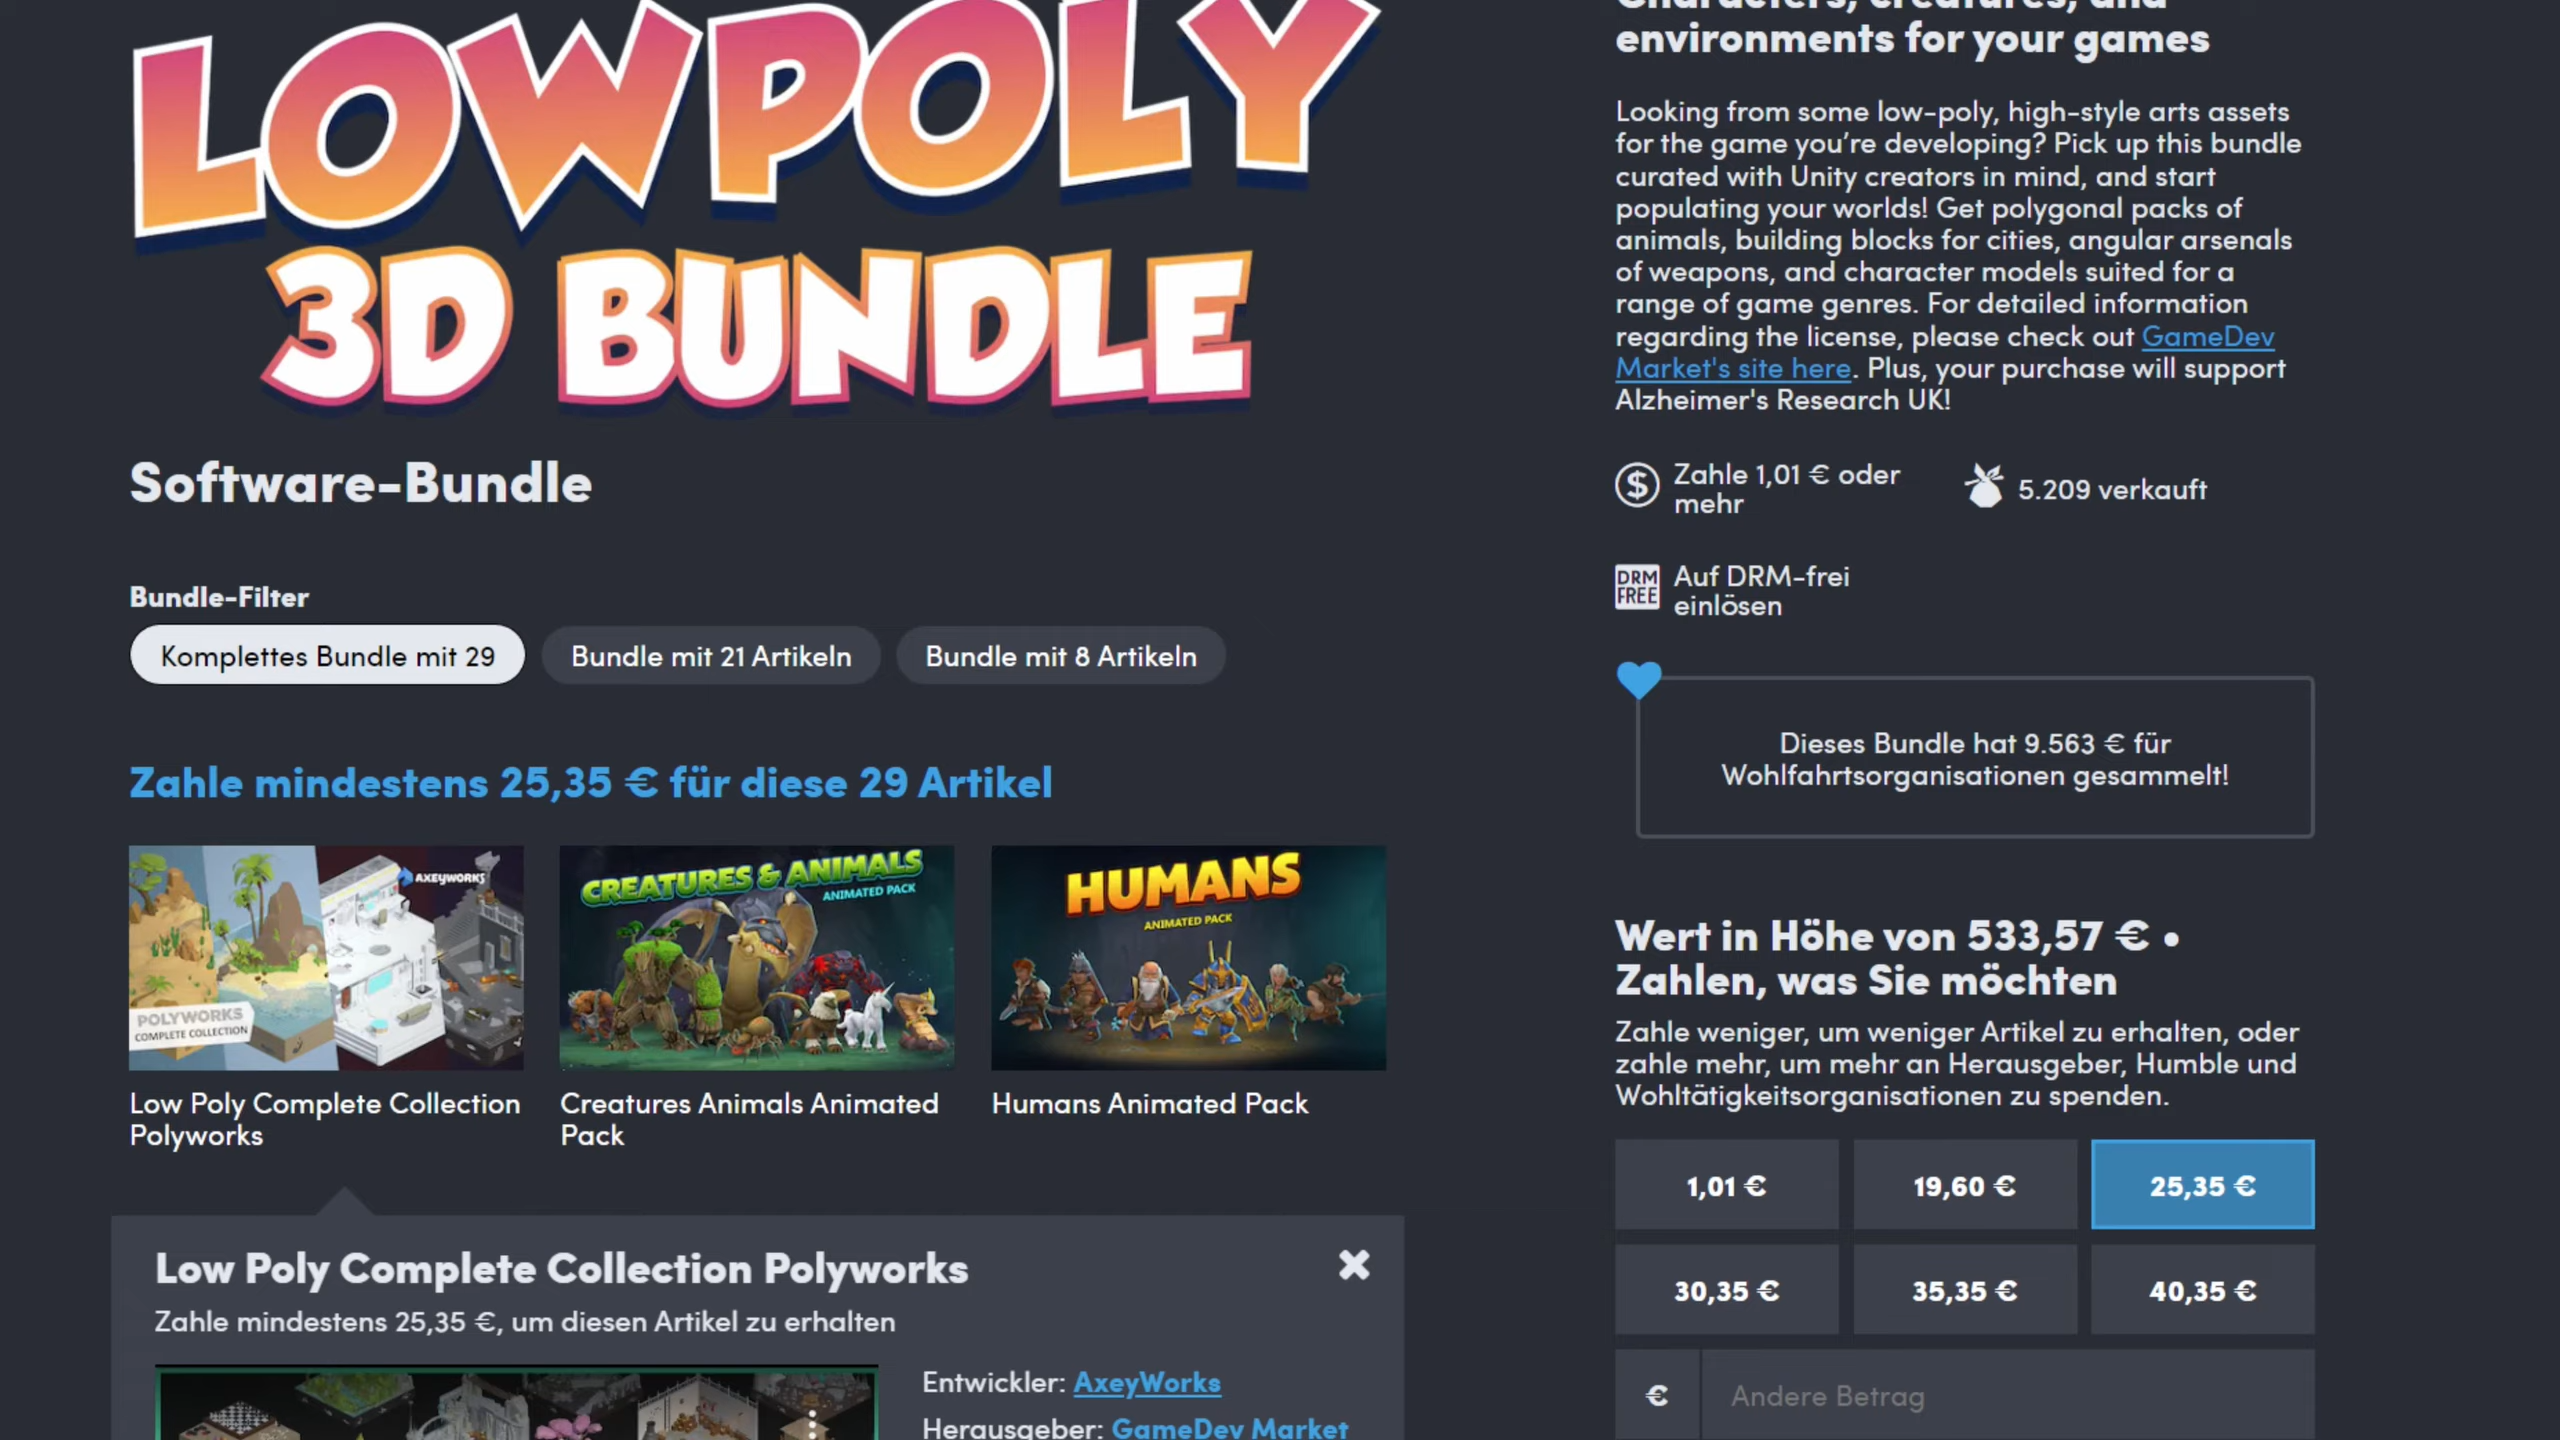 LOWPOLY
3D BUNDLE
Software-Bundle
Bundle-Filter
Komplettes Bundle mit 29
Bundle mit 21 Artikeln
Bundle mit 8 Artikeln
Zahle mindestens 25,35 € für diese 29 Artikel
AXEYWORKS
POLYWORKS
COMPLETE COLLECTION
CREATURES & ANIMALS
ANIMATED PACK
HUMANS
ANIMATED PACK
Low Poly Complete Collection
Polyworks
Creatures Animals Animated
Pack
Humans Animated Pack
Low Poly Complete Collection Polyworks
Zahle mindestens 25,35 €, um diesen Artikel zu erhalten
Entwickler: AxeyWorks
Herausgeber: GameDev Market
Characters, creatures, and
environments for your games
Looking from some low-poly, high-style arts assets
for the game you’re developing? Pick up this bundle
curated with Unity creators in mind, and start
populating your worlds! Get polygonal packs of
animals, building blocks for cities, angular arsenals
of weapons, and character models suited for a
range of game genres. For detailed information
regarding the license, please check out GameDev
Market's site here. Plus, your purchase will support
Alzheimer's Research UK!
Zahle 1,01 € oder
mehr
5.209 verkauft
DRM
FREE
Auf DRM-frei
einlösen
Dieses Bundle hat 9.563 € für
Wohlfahrtsorganisationen gesammelt!
Wert in Höhe von 533,57 € •
Zahlen, was Sie möchten
Zahle weniger, um weniger Artikel zu erhalten, oder
zahle mehr, um mehr an Herausgeber, Humble und
Wohltätigkeitsorganisationen zu spenden.
1,01 €
19,60 €
25,35 €
30,35 €
35,35 €
40,35 €
€
Andere Betrag